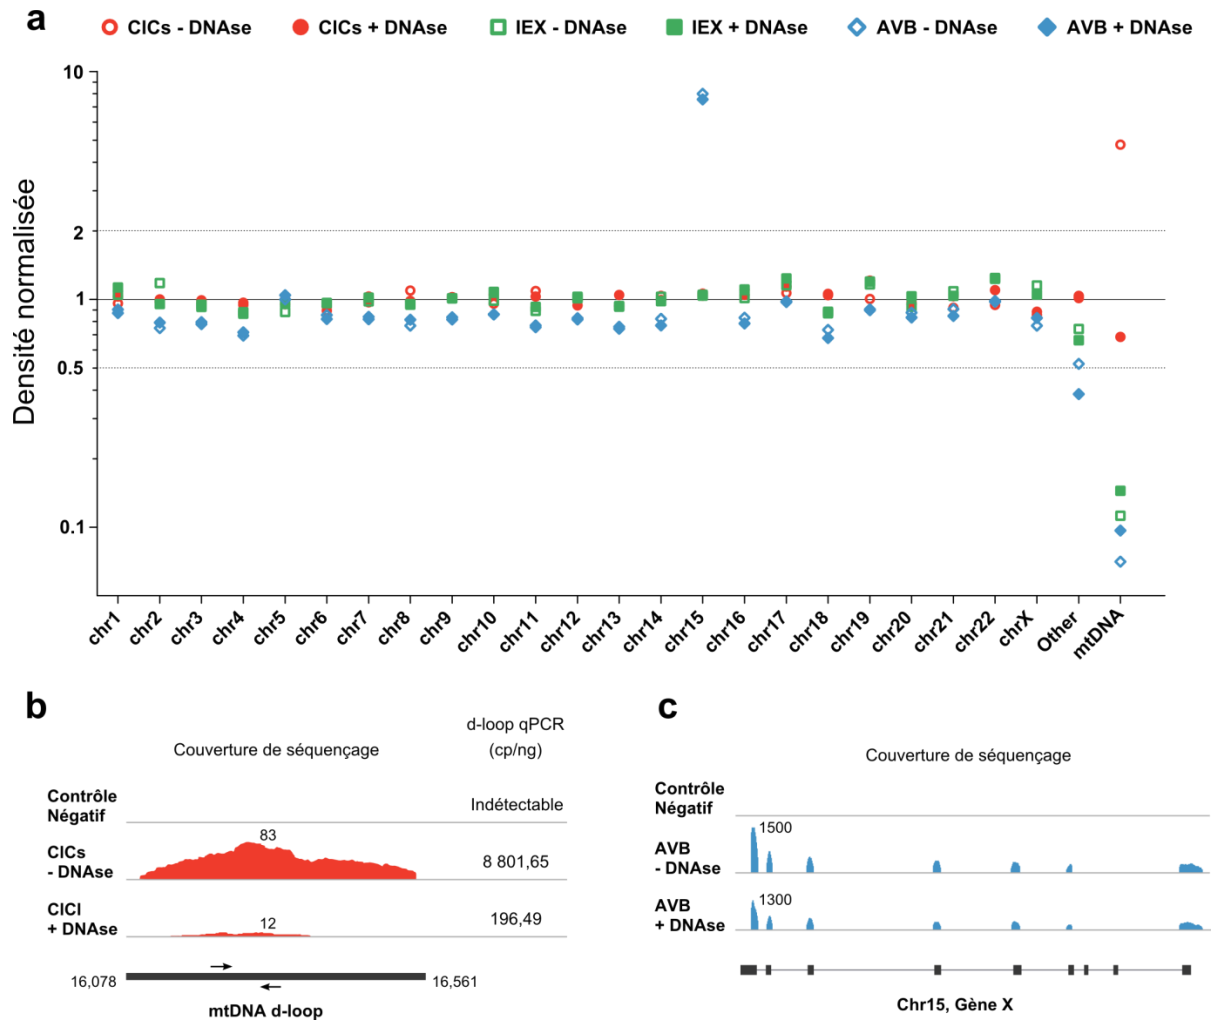 a
CICs - DNAse
CICs + DNAse
IEX - DNAse
IEX + DNAse
AVB - DNAse
AVB + DNAse
Densité normalisée
10
2
1
0.5
0.1
chr1
chr2
chr3
chr4
chr5
chr6
chr7
chr8
chr9
chr10
chr11
chr12
chr13
chr14
chr15
chr16
chr17
chr18
chr19
chr20
chr21
chr22
chrX
Other
mtDNA
b
Couverture de séquençage
d-loop qPCR
(cp/ng)
Contrôle
Négatif
Indétectable
CICs
- DNAse
83
8 801,65
CICI
+ DNAse
12
196,49
16,078
16,561
mtDNA d-loop
c
Couverture de séquençage
Contrôle
Négatif
AVB
- DNAse
1500
AVB
+ DNAse
1300
Chr15, Gène X